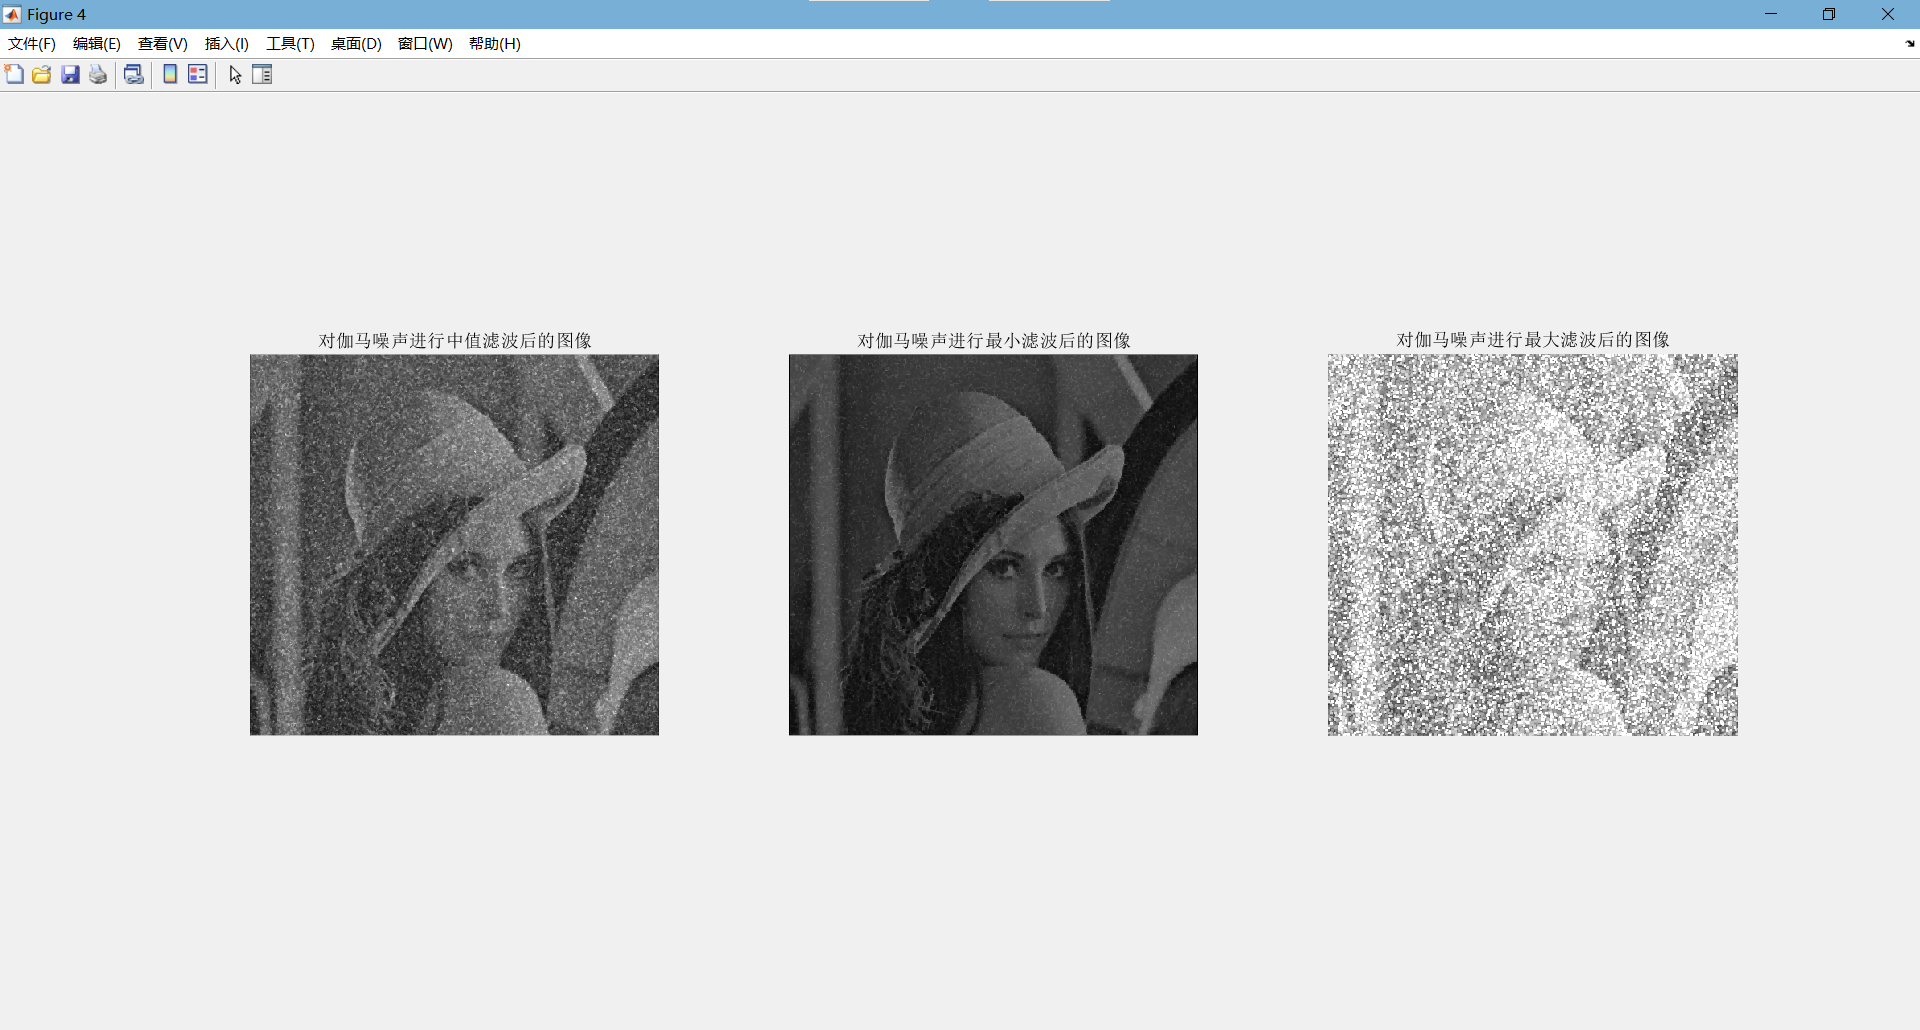 Figure 4
文件(F) 编辑(E) 查看(V) 插入(I) 工具(T) 桌面(D) 窗口(W) 帮助(H)
对伽马噪声进行中值滤波后的图像
对伽马噪声进行最小滤波后的图像
对伽马噪声进行最大滤波后的图像